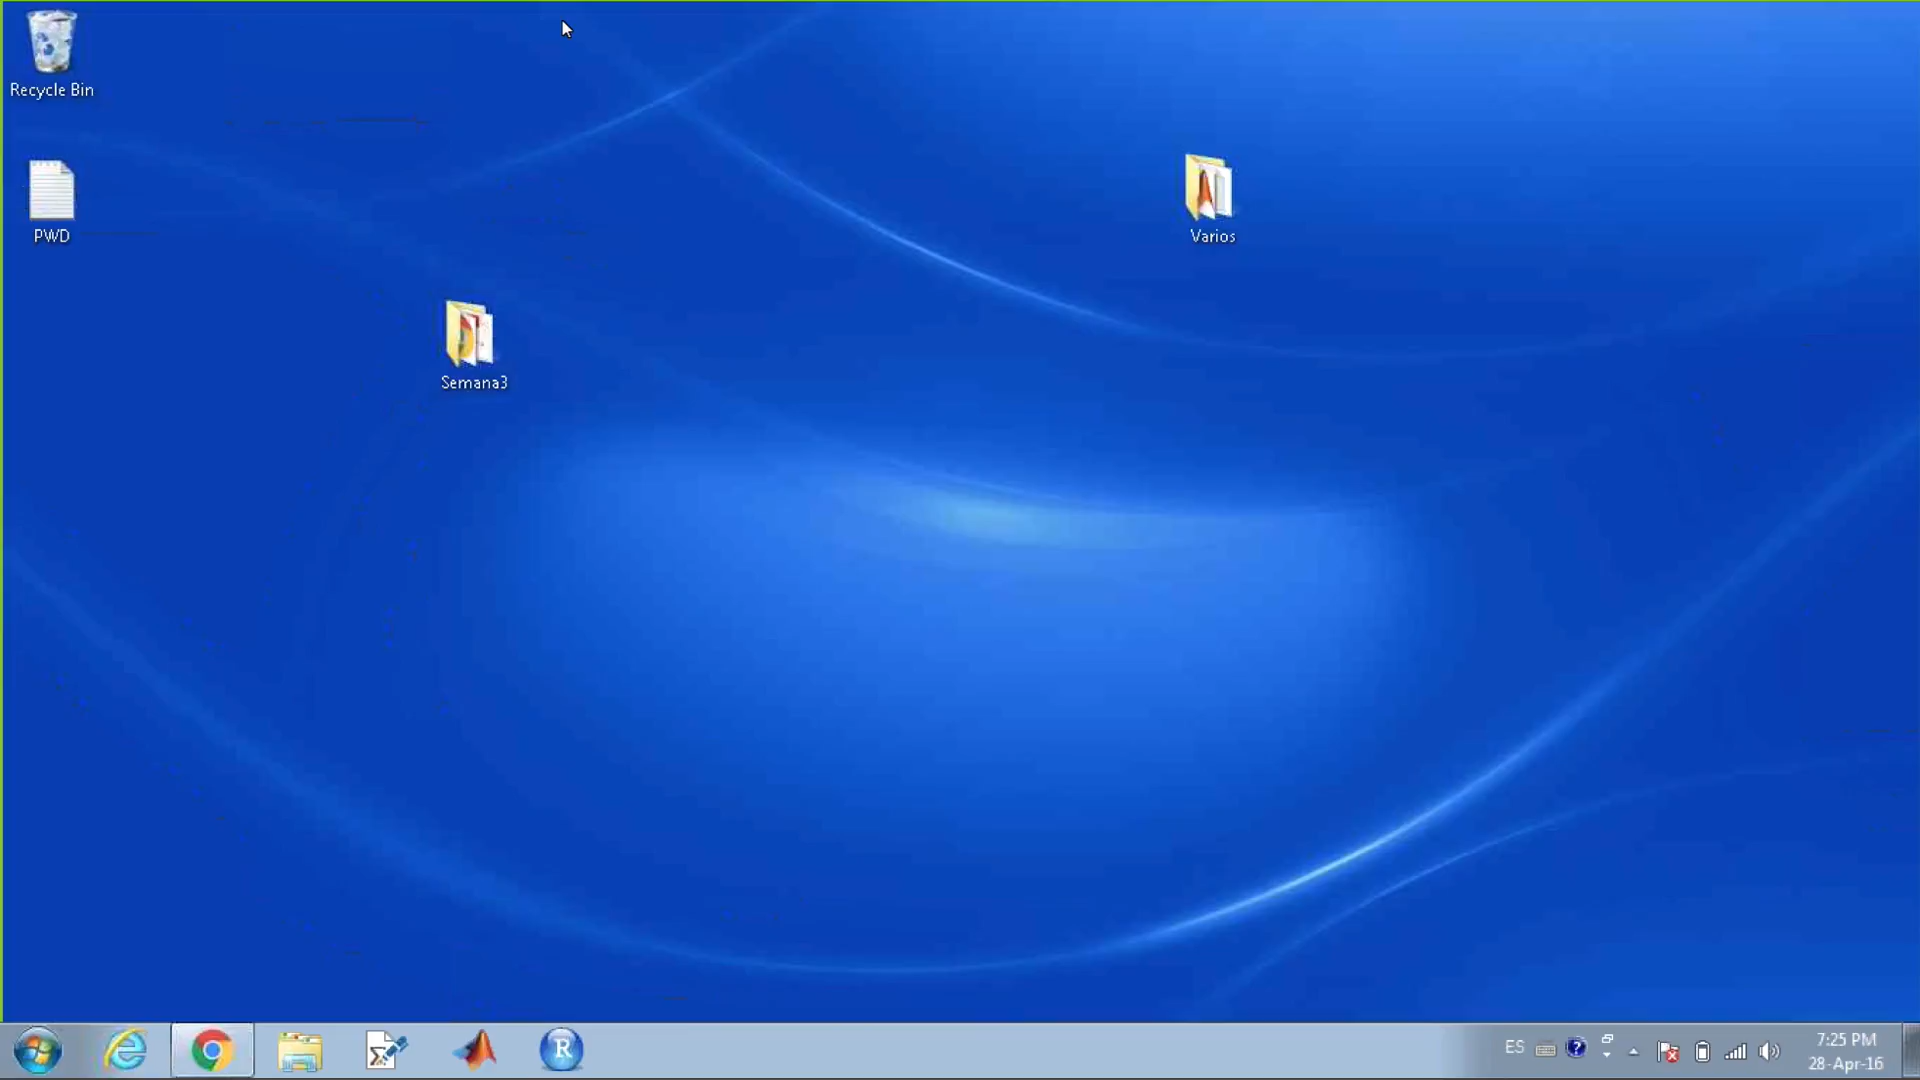 Recycle Bin
PWD
Varios
Semana3
R
ES
?
7:25 PM
28-Apr-16